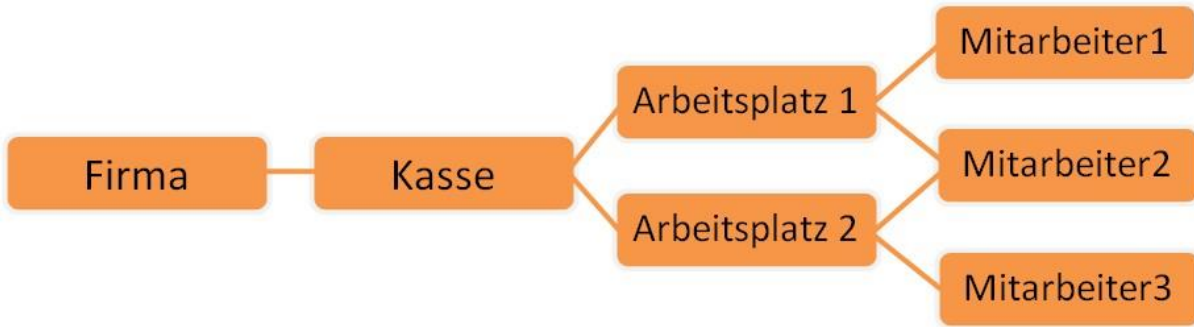 Firma
Kasse
Arbeitsplatz 1
Arbeitsplatz 2
Mitarbeiter1
Mitarbeiter2
Mitarbeiter3